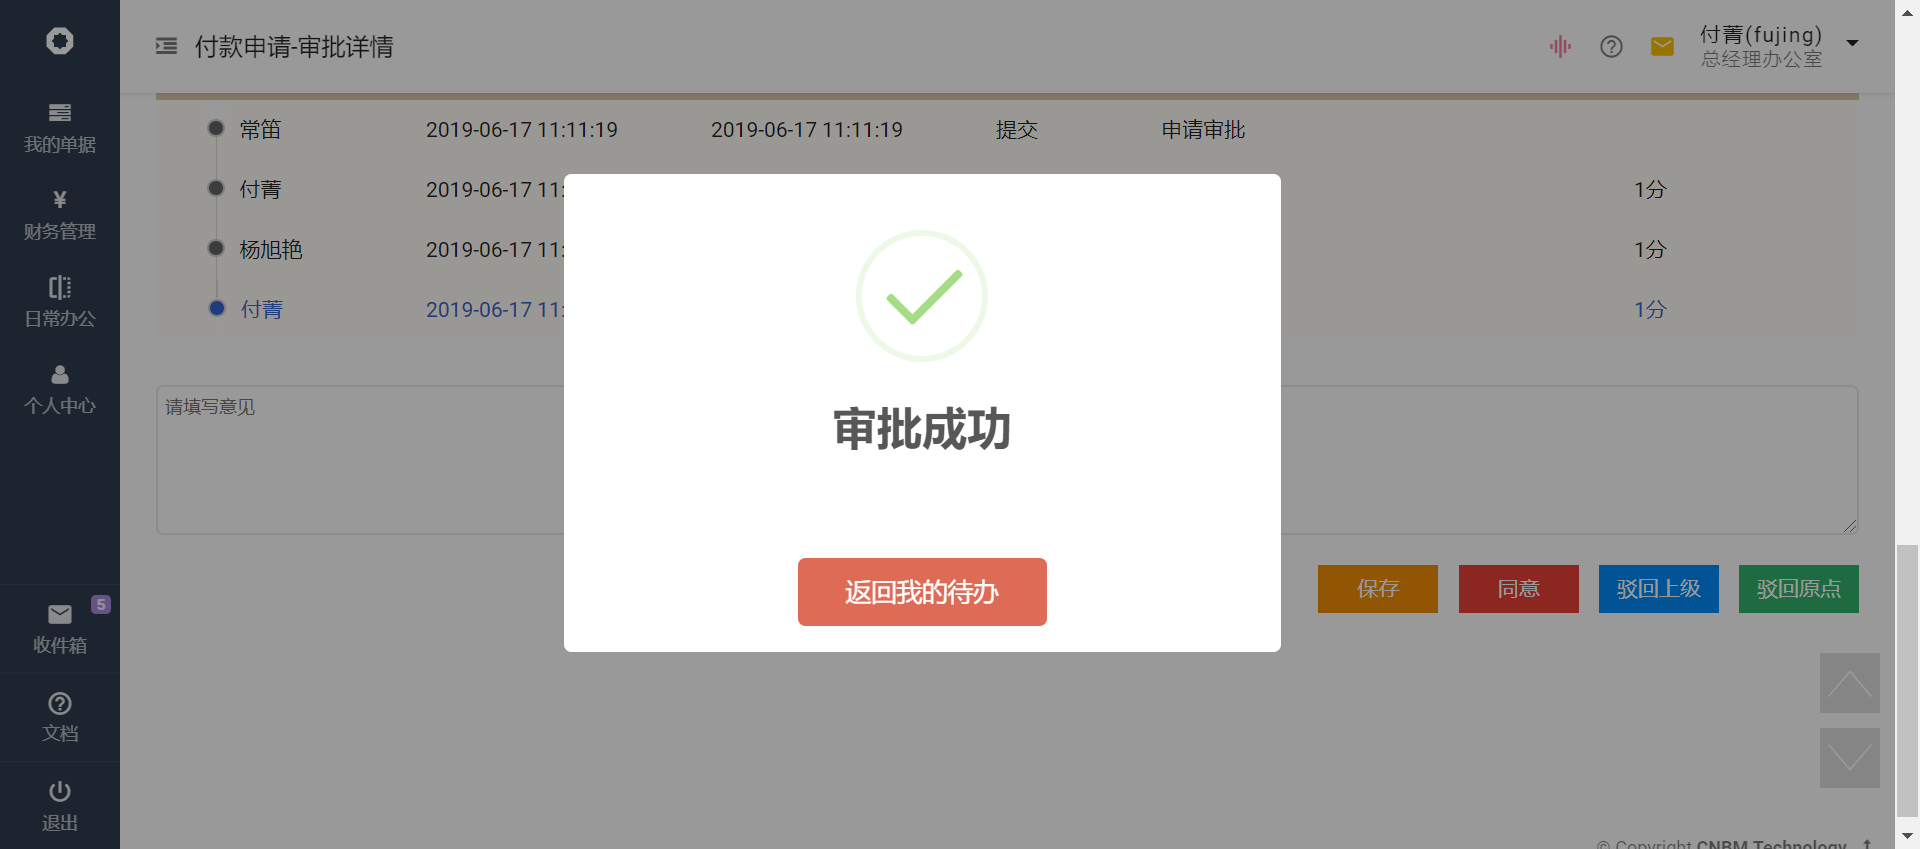 付款申请-审批详情
付菁(fujing)
总经理办公室
我的单据
¥
财务管理
日常办公
个人中心
5
收件箱
文档
退出
常笛 2019-06-17 11:11:19 2019-06-17 11:11:19 提交 申请审批
付菁 2019-06-17 11: 1分
杨旭艳 2019-06-17 11: 1分
付菁 2019-06-17 11: 1分
请填写意见
审批成功
返回我的待办
保存 同意 驳回上级 驳回原点
© Copyright CNBM Technology